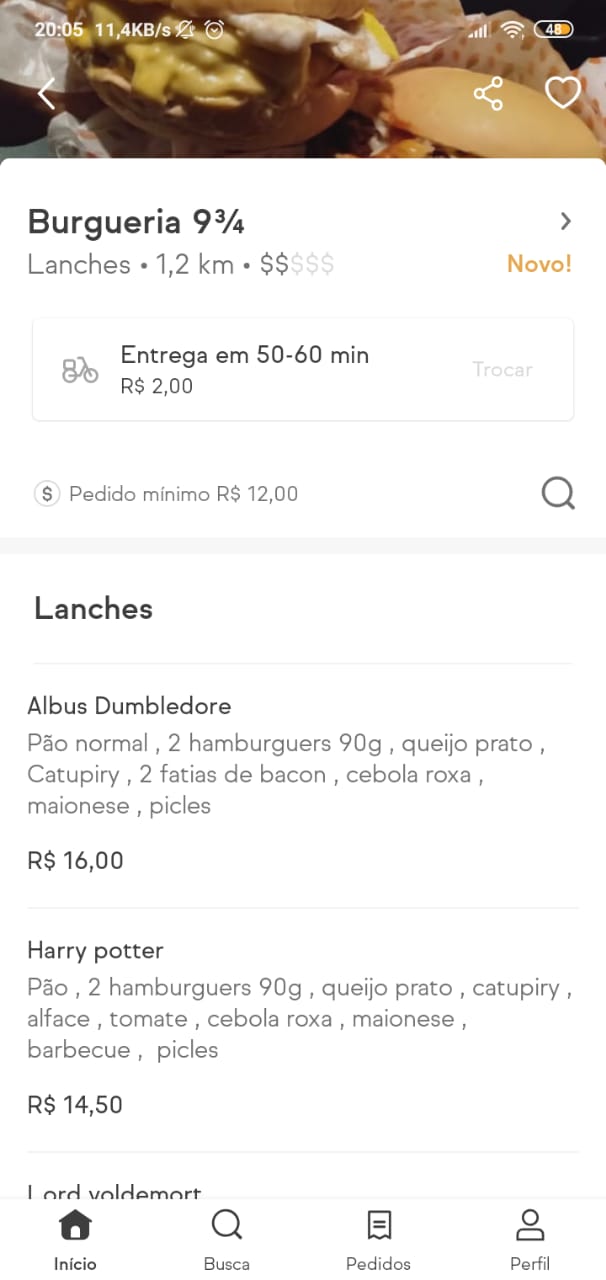 20:05 11,4KB/s 48
Burgueria 9¾
Lanches • 1,2 km • $$$$$
Novo!
Entrega em 50-60 min
R$ 2,00
Trocar
$ Pedido mínimo R$ 12,00
Lanches
Albus Dumbledore
Pão normal , 2 hamburguers 90g , queijo prato ,
Catupiry , 2 fatias de bacon , cebola roxa ,
maionese , picles
R$ 16,00
Harry potter
Pão , 2 hamburguers 90g , queijo prato , catupiry ,
alface , tomate , cebola roxa , maionese ,
barbecue ,  picles
R$ 14,50
Lord voldemort
Início
Busca
Pedidos
Perfil